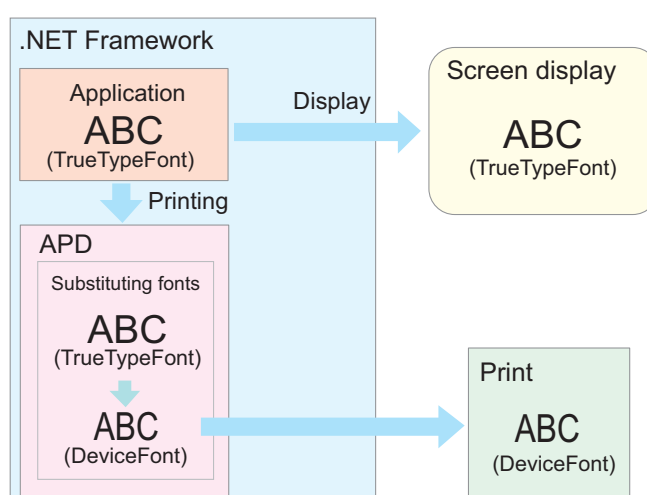 .NET Framework
Application
ABC
(TrueTypeFont)
Display
Screen display
ABC
(TrueTypeFont)
Printing
APD
Substituting fonts
ABC
(TrueTypeFont)
ABC
(DeviceFont)
Print
ABC
(DeviceFont)